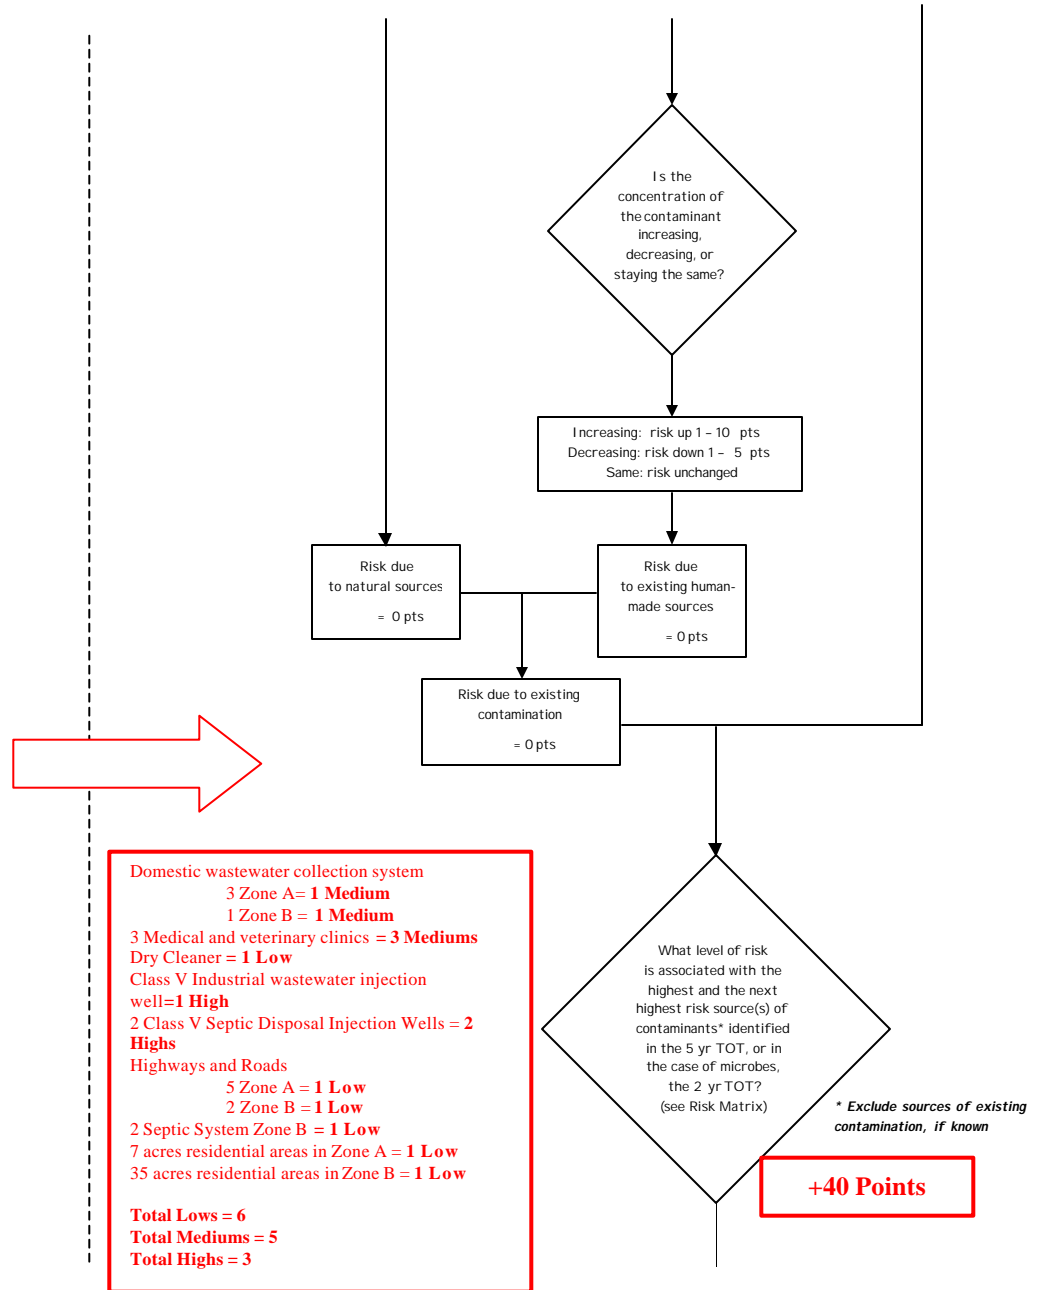 Is the
concentration of
the contaminant
increasing,
decreasing, or
staying the same?
Increasing: risk up 1 – 10 pts
Decreasing: risk down 1 – 5 pts
Same: risk unchanged
Risk due
to natural sources
= 0 pts
Risk due
to existing human-
made sources
= 0 pts
Risk due to existing
contamination
= 0 pts
Domestic wastewater collection system
3 Zone A= 1 Medium
1 Zone B = 1 Medium
3 Medical and veterinary clinics = 3 Mediums
Dry Cleaner = 1 Low
Class V Industrial wastewater injection
well=1 High
2 Class V Septic Disposal Injection Wells = 2
Highs
Highways and Roads
5 Zone A = 1 Low
2 Zone B = 1 Low
2 Septic System Zone B = 1 Low
7 acres residential areas in Zone A = 1 Low
35 acres residential areas in Zone B = 1 Low
Total Lows = 6
Total Mediums = 5
Total Highs = 3
What level of risk
is associated with the
highest and the next
highest risk source(s) of
contaminants* identified
in the 5 yr TOT, or in
the case of microbes,
the 2 yr TOT?
(see Risk Matrix)
* Exclude sources of existing
contamination, if known
+40 Points